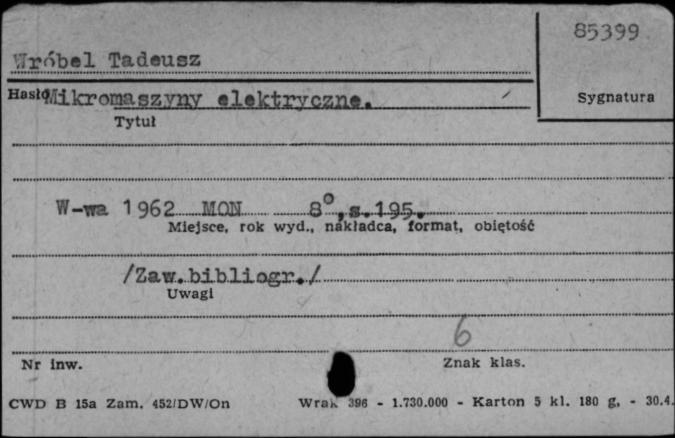 85399
Wróbel Tadeusz
Hasło Mikromaszyny elektryczne.
Sygnatura
Tytuł
W-wa 1962 MON 8°, s.195.
Miejsce, rok wyd., nakładca, format, objętość
/Zaw.bibliogr./
Uwagi
6
Nr inw.
Znak klas.
CWD B 15a Zam. 452/DW/On Wrak 396 - 1.730.000 - Karton 5 kl. 180 g, - 30.4.